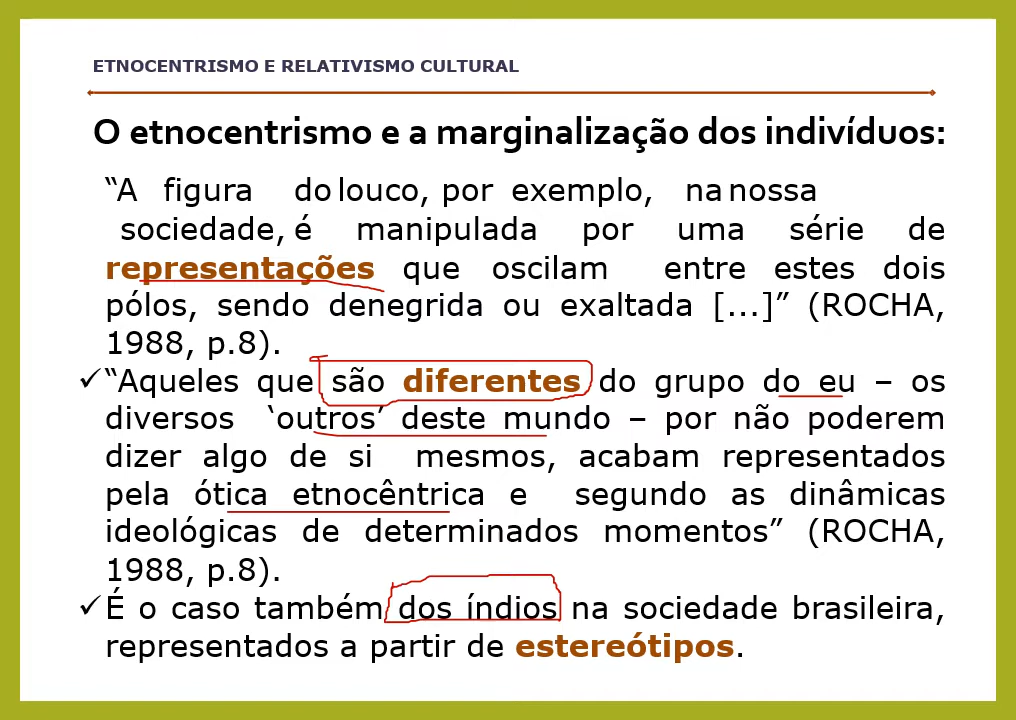 ETNOCENTRISMO E RELATIVISMO CULTURAL
O etnocentrismo e a marginalização dos indivíduos:
“A figura do louco, por exemplo, na nossa
sociedade, é manipulada por uma série de
representações que oscilam entre estes dois
pólos, sendo denegrida ou exaltada [...]” (ROCHA,
1988, p.8).
✓“Aqueles que são diferentes do grupo do eu – os
diversos ‘outros’ deste mundo – por não poderem
dizer algo de si mesmos, acabam representados
pela ótica etnocêntrica e segundo as dinâmicas
ideológicas de determinados momentos” (ROCHA,
1988, p.8).
✓É o caso também dos índios na sociedade brasileira,
representados a partir de estereótipos.